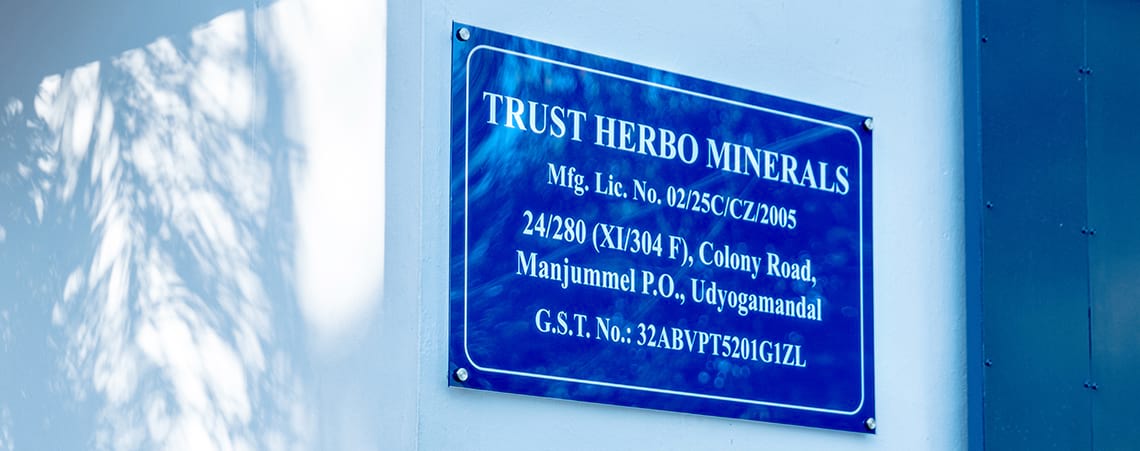 TRUST HERBO MINERALS
Mfg. Lic. No. 02/25C/CZ/2005
24/280 (XI/304 F), Colony Road,
Manjummel P.O., Udyogamandal
G.S.T. No.: 32ABVPT5201G1ZL